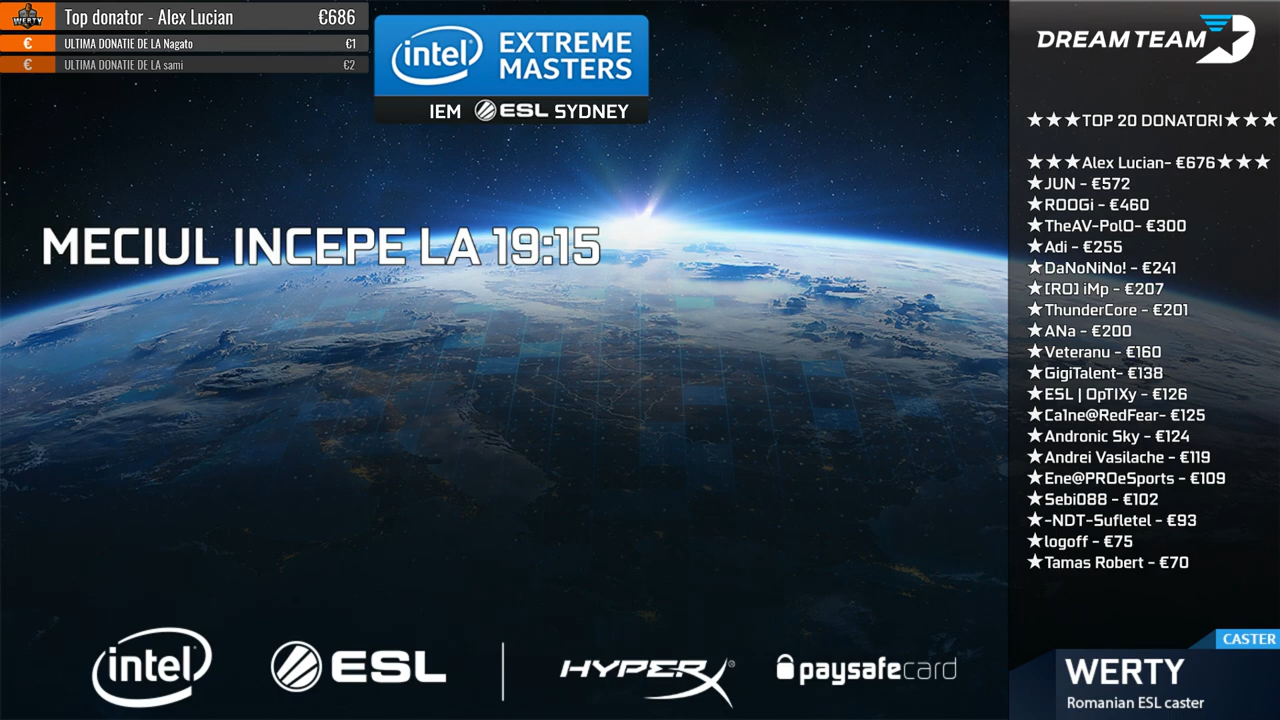 WERTY
Top donator - Alex Lucian €686
€ ULTIMA DONATIE DE LA Nagato €1
€ ULTIMA DONATIE DE LA sami €2
intel EXTREME
MASTERS
IEM ESL SYDNEY
MECIUL INCEPE LA 19:15
DREAM TEAM
★★★TOP 20 DONATORI★★★
★★★Alex Lucian- €676★★★
★JUN - €572
★ROOGi - €460
★TheAV-PolO- €300
★Adi - €255
★DaNoNiNo! - €241
★[RO] iMp - €207
★ThunderCore - €201
★ANa - €200
★Veteranu - €160
★GigiTalent- €138
★ESL | OpTIXy - €126
★Ca1ne@RedFear- €125
★Andronic Sky - €124
★Andrei Vasilache - €119
★Ene@PROeSports - €109
★Sebi088 - €102
★-NDT-Sufletel - €93
★logoff - €75
★Tamas Robert - €70
intel ESL HYPERX® paysafecard
CASTER
WERTY
Romanian ESL caster